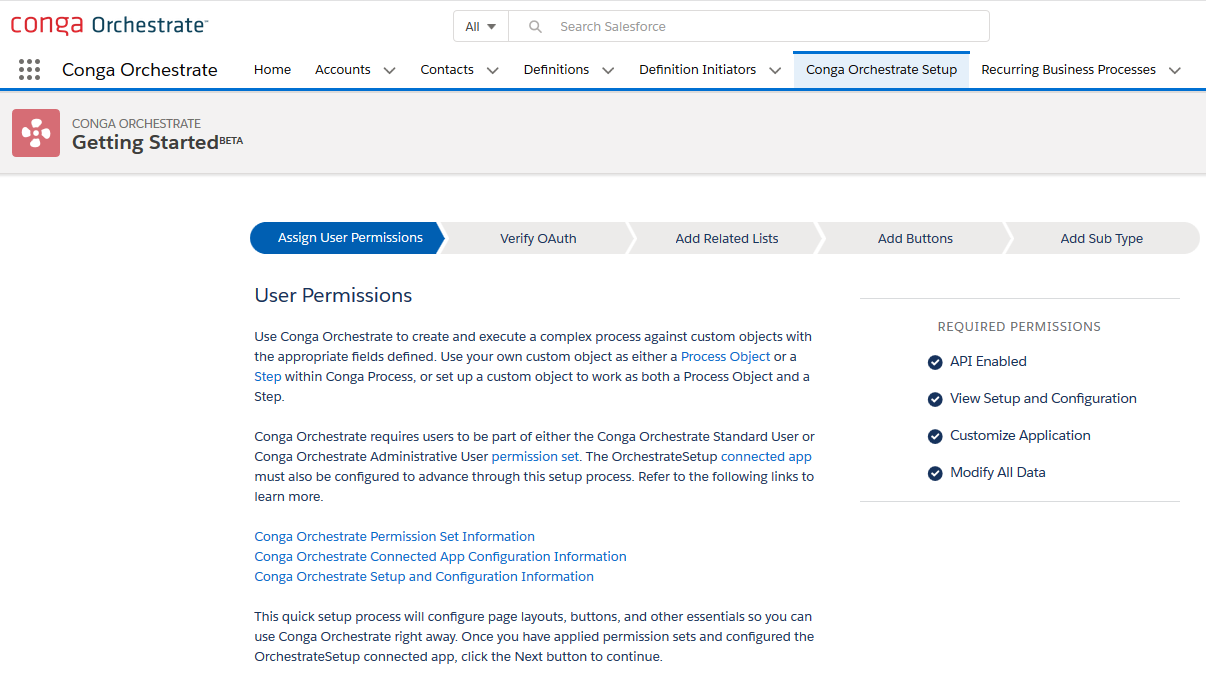 conga Orchestrate™
All
Search Salesforce
Conga Orchestrate
Home
Accounts
Contacts
Definitions
Definition Initiators
Conga Orchestrate Setup
Recurring Business Processes
CONGA ORCHESTRATE
Getting StartedBETA
Assign User Permissions
Verify OAuth
Add Related Lists
Add Buttons
Add Sub Type
User Permissions
Use Conga Orchestrate to create and execute a complex process against custom objects with
the appropriate fields defined. Use your own custom object as either a Process Object or a
Step within Conga Process, or set up a custom object to work as both a Process Object and a
Step.
Conga Orchestrate requires users to be part of either the Conga Orchestrate Standard User or
Conga Orchestrate Administrative User permission set. The OrchestrateSetup connected app
must also be configured to advance through this setup process. Refer to the following links to
learn more.
Conga Orchestrate Permission Set Information
Conga Orchestrate Connected App Configuration Information
Conga Orchestrate Setup and Configuration Information
This quick setup process will configure page layouts, buttons, and other essentials so you can
use Conga Orchestrate right away. Once you have applied permission sets and configured the
OrchestrateSetup connected app, click the Next button to continue.
REQUIRED PERMISSIONS
API Enabled
View Setup and Configuration
Customize Application
Modify All Data